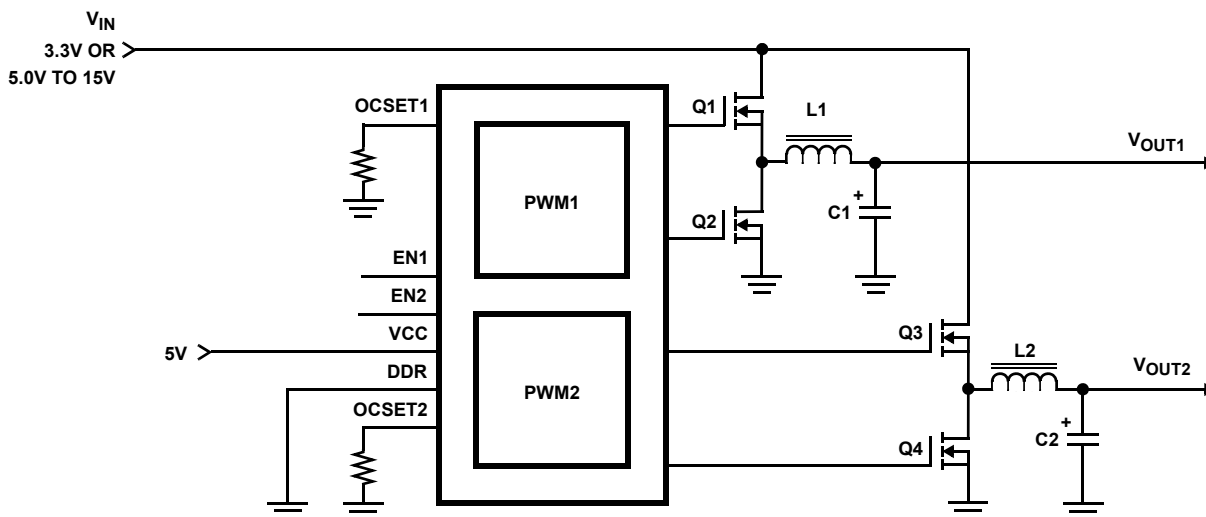 VIN
3.3V OR
5.0V TO 15V
OCSET1
PWM1
Q1
L1
VOUT1
Q2
+
C1
EN1
EN2
VCC
5V
DDR
OCSET2
PWM2
Q3
L2
VOUT2
Q4
+
C2